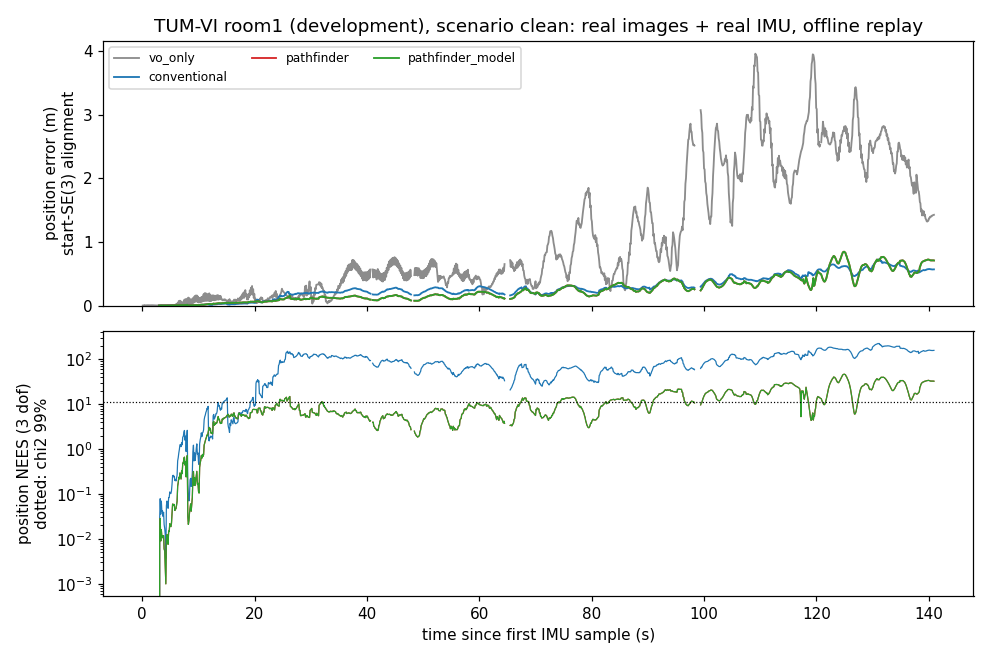 TUM-VI room1 (development), scenario clean: real images + real IMU, offline replay
vo_only
conventional
pathfinder
pathfinder_model
position error (m)
start-SE(3) alignment
4
3
2
1
0
position NEES (3 dof)
dotted: chi2 99%
10²
10¹
10⁰
10⁻¹
10⁻²
10⁻³
0 20 40 60 80 100 120 140
time since first IMU sample (s)